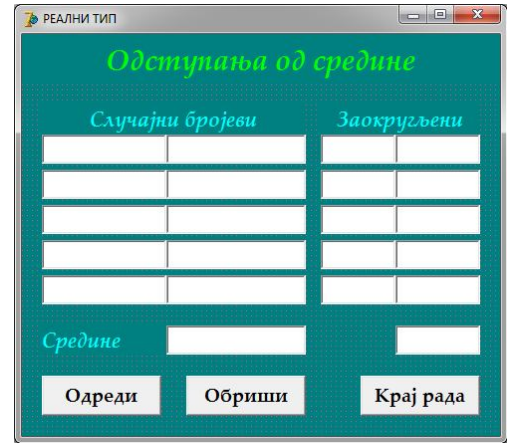 РЕАЛНИ ТИП
Одступања од средине
Случајни бројеви Заокругљени
Средине
Одреди Обриши Крај рада